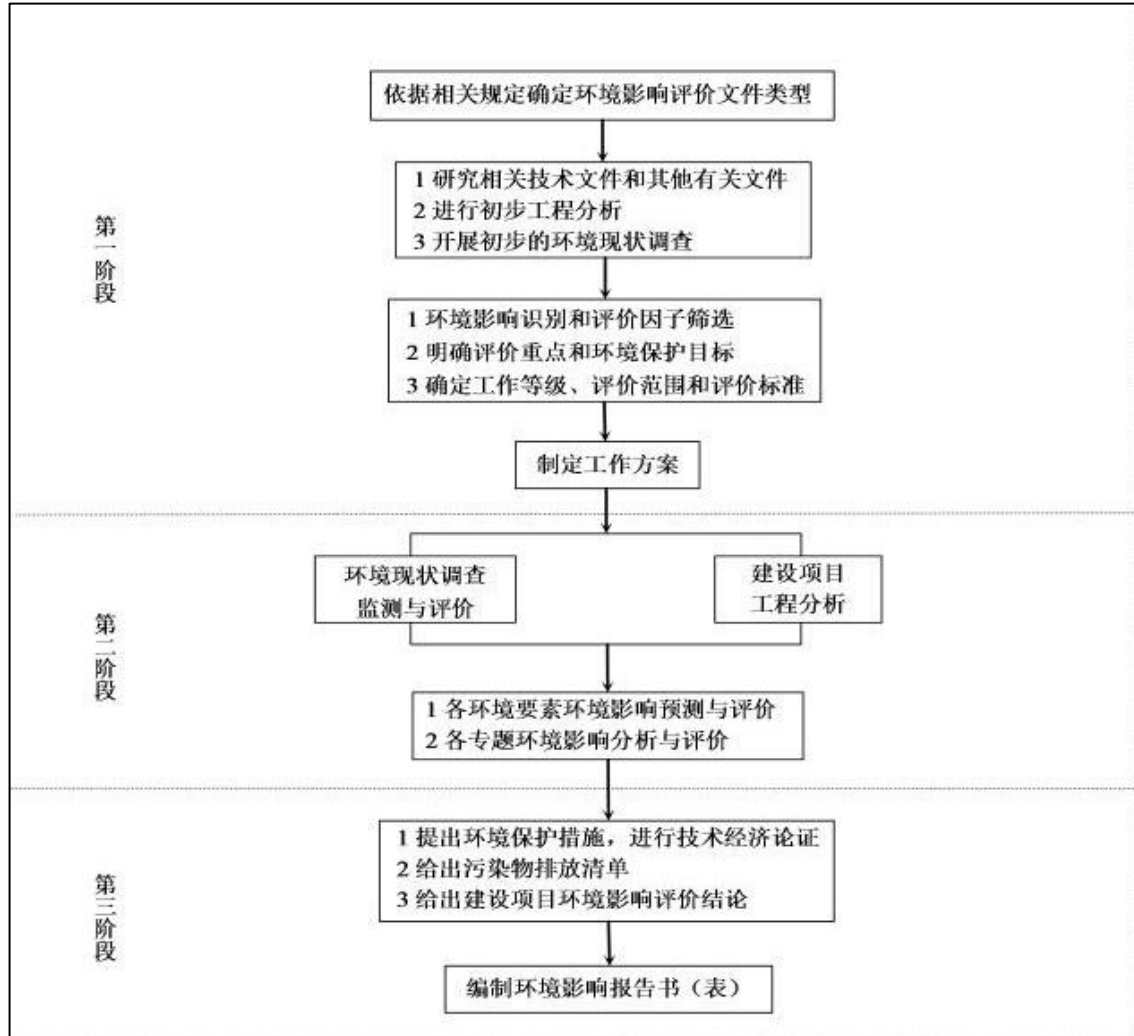 依据相关规定确定环境影响评价文件类型
第一阶段
1 研究相关技术文件和其他有关文件
2 进行初步工程分析
3 开展初步的环境现状调查
1 环境影响识别和评价因子筛选
2 明确评价重点和环境保护目标
3 确定工作等级、评价范围和评价标准
制定工作方案
第二阶段
环境现状调查
监测与评价
建设项目
工程分析
1 各环境要素环境影响预测与评价
2 各专题环境影响分析与评价
第三阶段
1 提出环境保护措施，进行技术经济论证
2 给出污染物排放清单
3 给出建设项目环境影响评价结论
编制环境影响报告书（表）